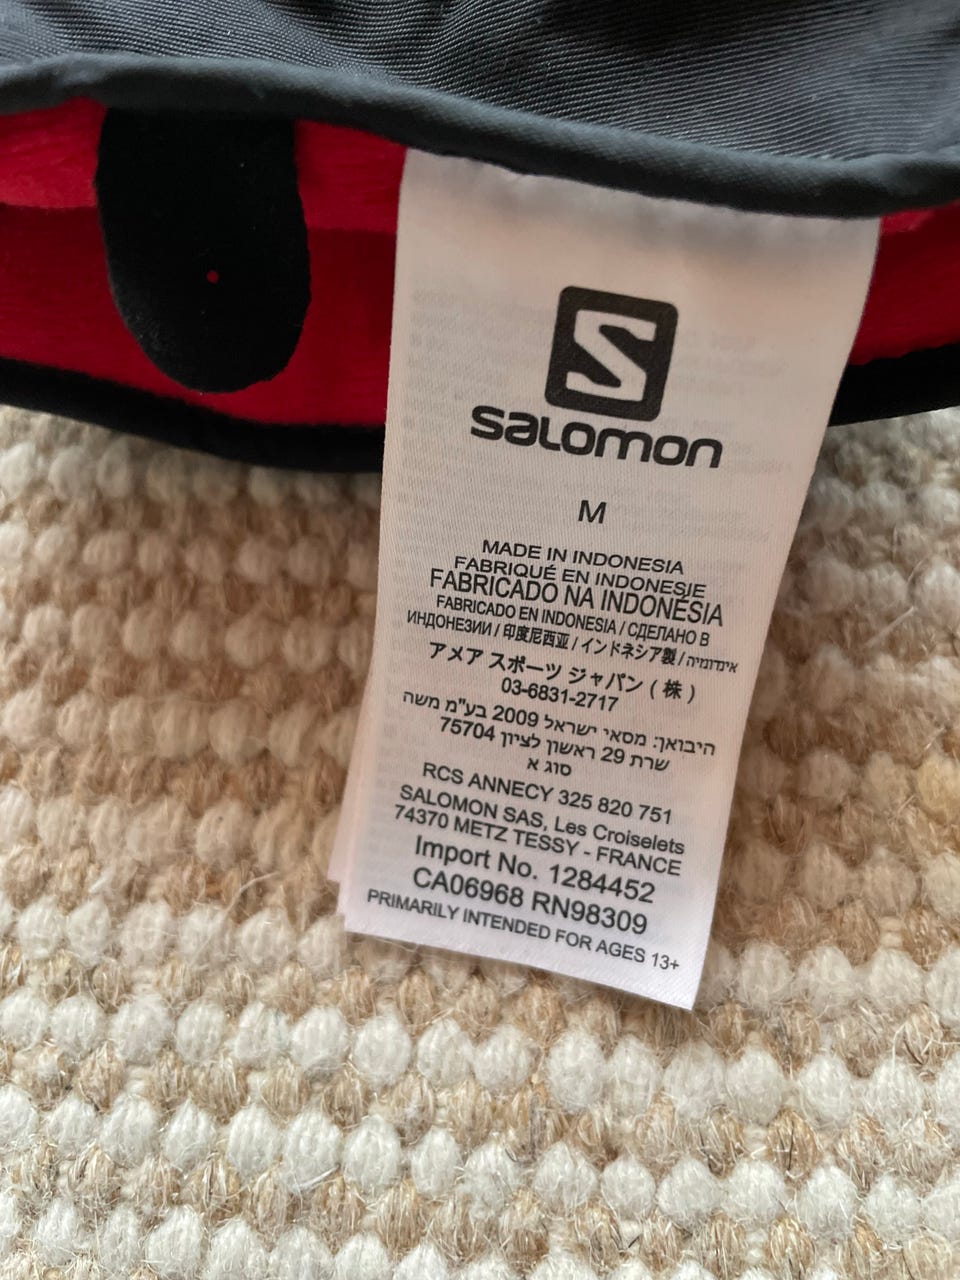 S
SALOMON
M
MADE IN INDONESIA
FABRIQUÉ EN INDONESIE
FABRICADO NA INDONÉSIA
FABRICADO EN INDONESIA / СДЕЛАНО В
ИНДОНЕЗИИ / 印度尼西亚 / インドネシア製 / אינדונזיה
アメア スポーツ ジャパン ( 株 )
03-6831-2717
היבואן: מסאי ישראל 2009 בע"מ משה
שרת 29 ראשון לציון 75704
סוג א
RCS ANNECY 325 820 751
SALOMON SAS, Les Croiselets
74370 METZ TESSY - FRANCE
Import No. 1284452
CA06968 RN98309
PRIMARILY INTENDED FOR AGES 13+